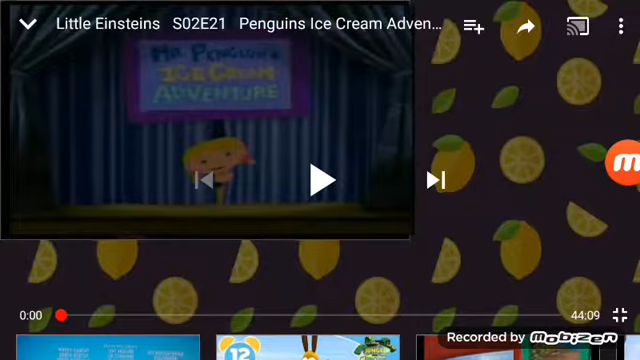 Little Einsteins S02E21 Penguins Ice Cream Adven...
MR. PENGUIN'S
ICE CREAM
ADVENTURE
0:00
44:09
12
Recorded by MOBIZEN